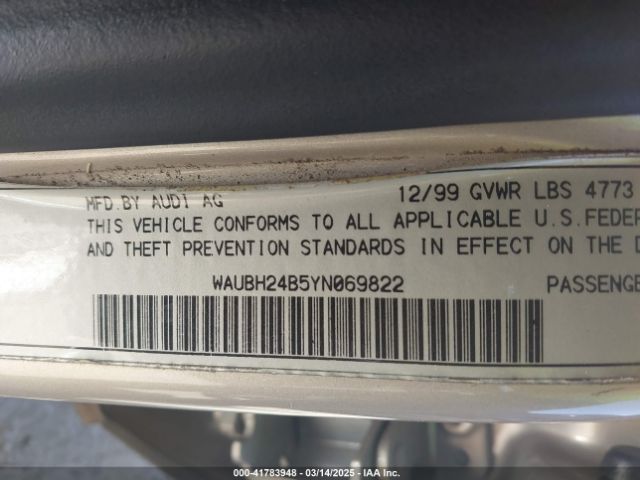 MFD.BY AUDI AG 12/99 GVWR LBS 4773
THIS VEHICLE CONFORMS TO ALL APPLICABLE U.S.FEDER
AND THEFT PREVENTION STANDARDS IN EFFECT ON THE D
WAUBH24B5YN069822 PASSENGE
000-41783948 - 03/14/2025 - IAA Inc.